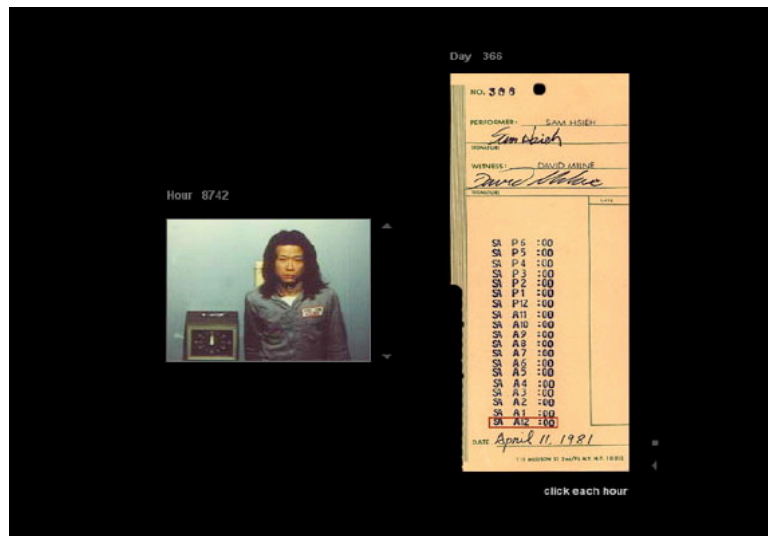 Day 366
NO. 366
PERFORMER: SAM HSIEH
Sam Hsieh
SIGNATURE
WITNESS: DAVID MILNE
David Milne
SIGNATURE
DATE
SA P6 :00
SA P5 :00
SA P4 :00
SA P3 :00
SA P2 :00
SA P1 :00
SA P12 :00
SA A11 :00
SA A10 :00
SA A9 :00
SA A8 :00
SA A7 :00
SA A6 :00
SA A5 :00
SA A4 :00
SA A3 :00
SA A2 :00
SA A1 :00
SA A12 :00
DATE April 11, 1981
Hour 8742
click each hour